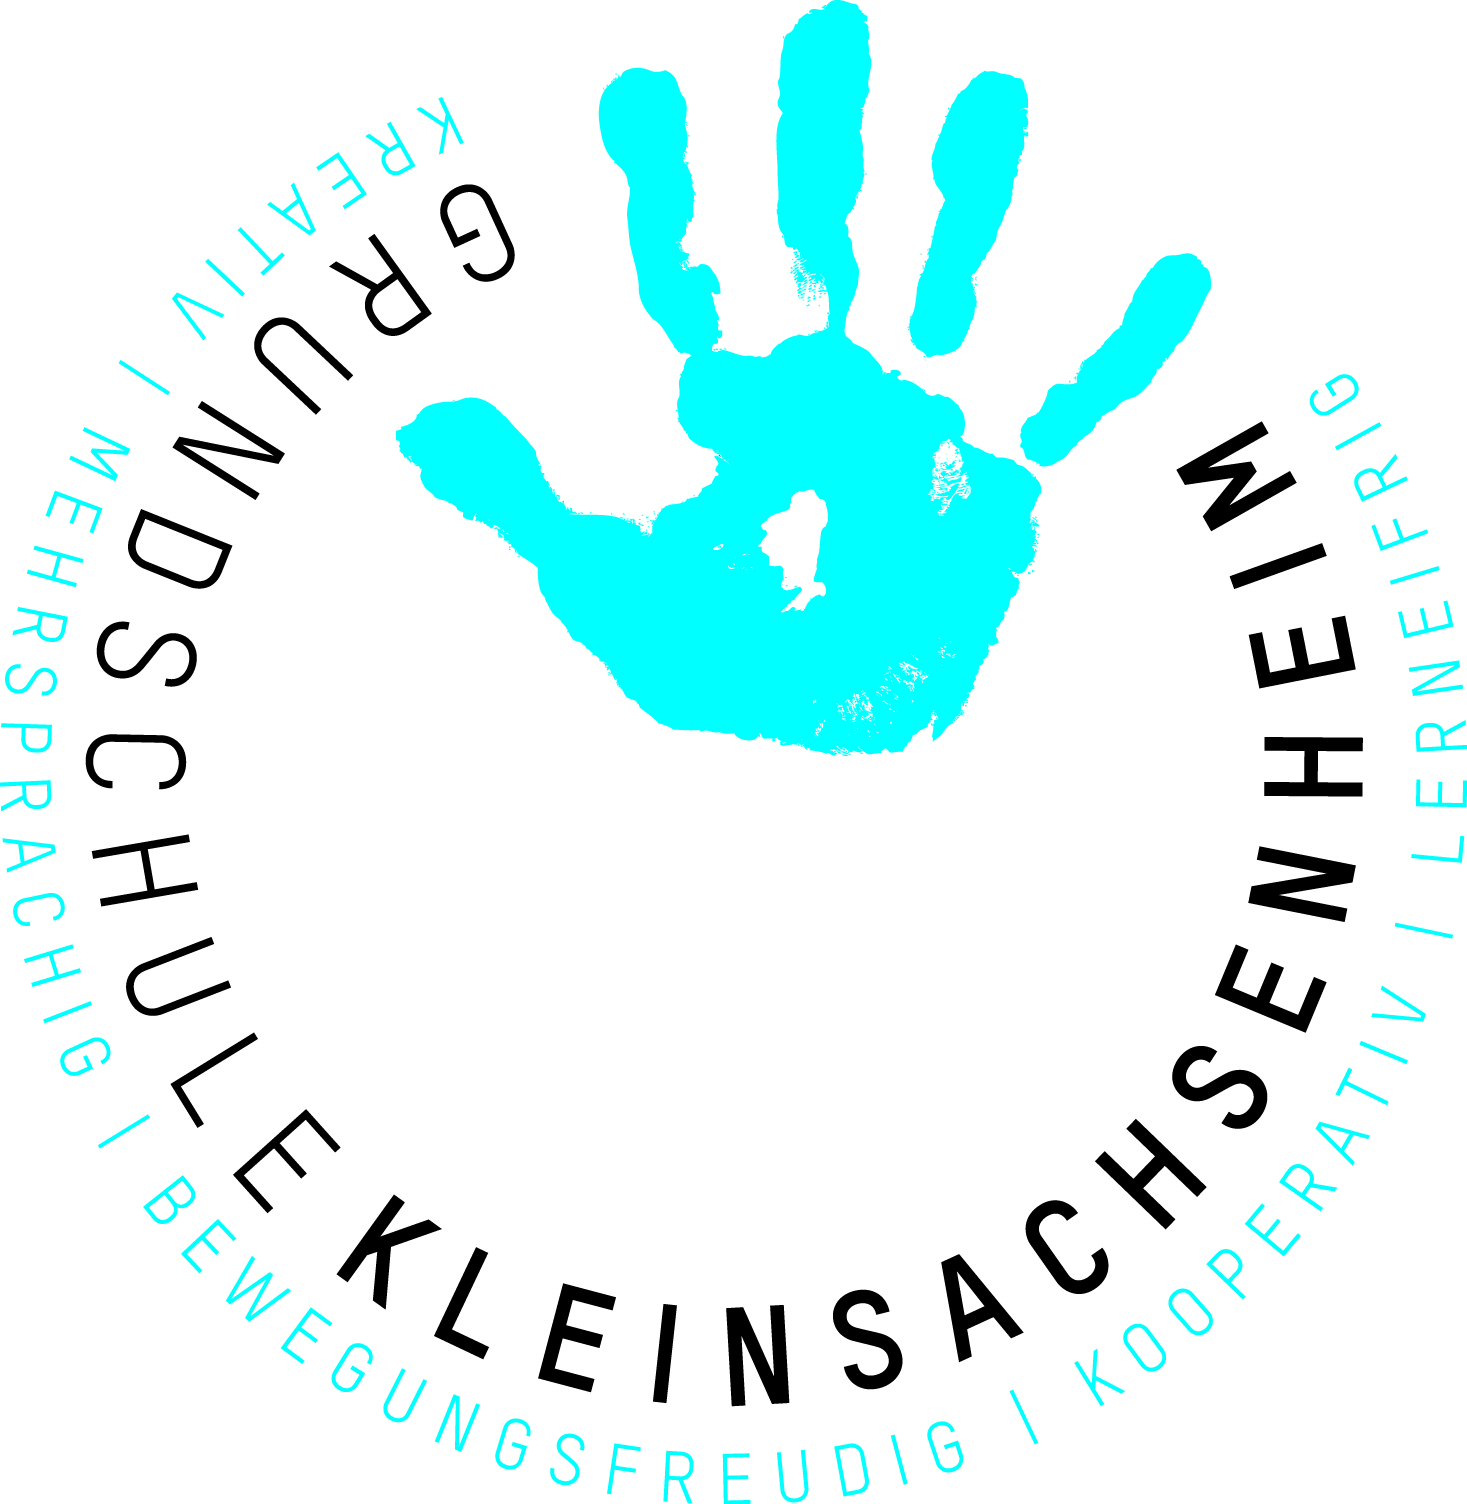 KREATIV | MEHRSPRACHIG | BEWEGUNGSFREUDIG | KOOPERATIV | LERNEIFRIG
GRUNDSCHULE KLEINSACHSENHEIM